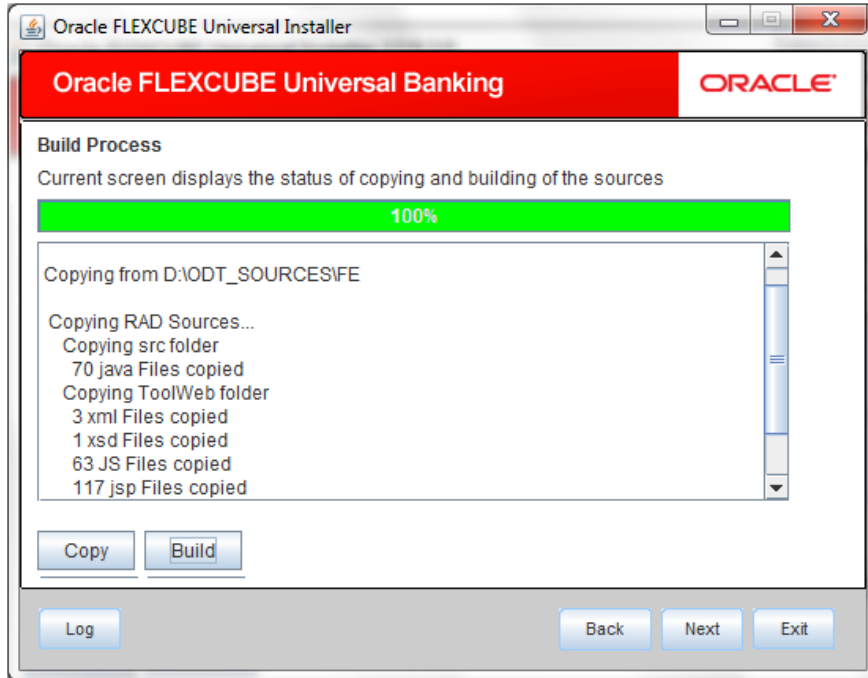 Oracle FLEXCUBE Universal Installer
Oracle FLEXCUBE Universal Banking
ORACLE
Build Process
Current screen displays the status of copying and building of the sources
100%
Copying from D:\ODT_SOURCES\FE
Copying RAD Sources...
Copying src folder
70 java Files copied
Copying ToolWeb folder
3 xml Files copied
1 xsd Files copied
63 JS Files copied
117 jsp Files copied
Copy Build
Log Back Next Exit